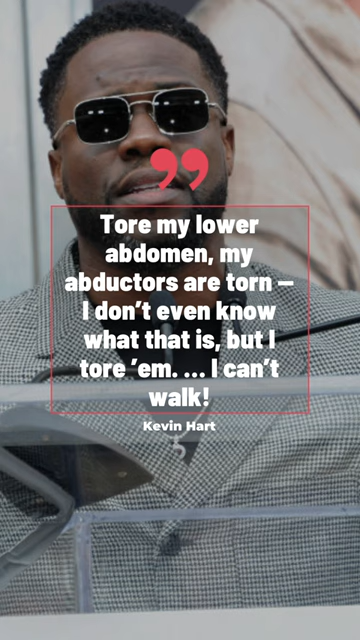 ”
Tore my lower
abdomen, my
abductors are torn —
I don’t even know
what that is, but I
tore ’em. ... I can’t
walk!
Kevin Hart